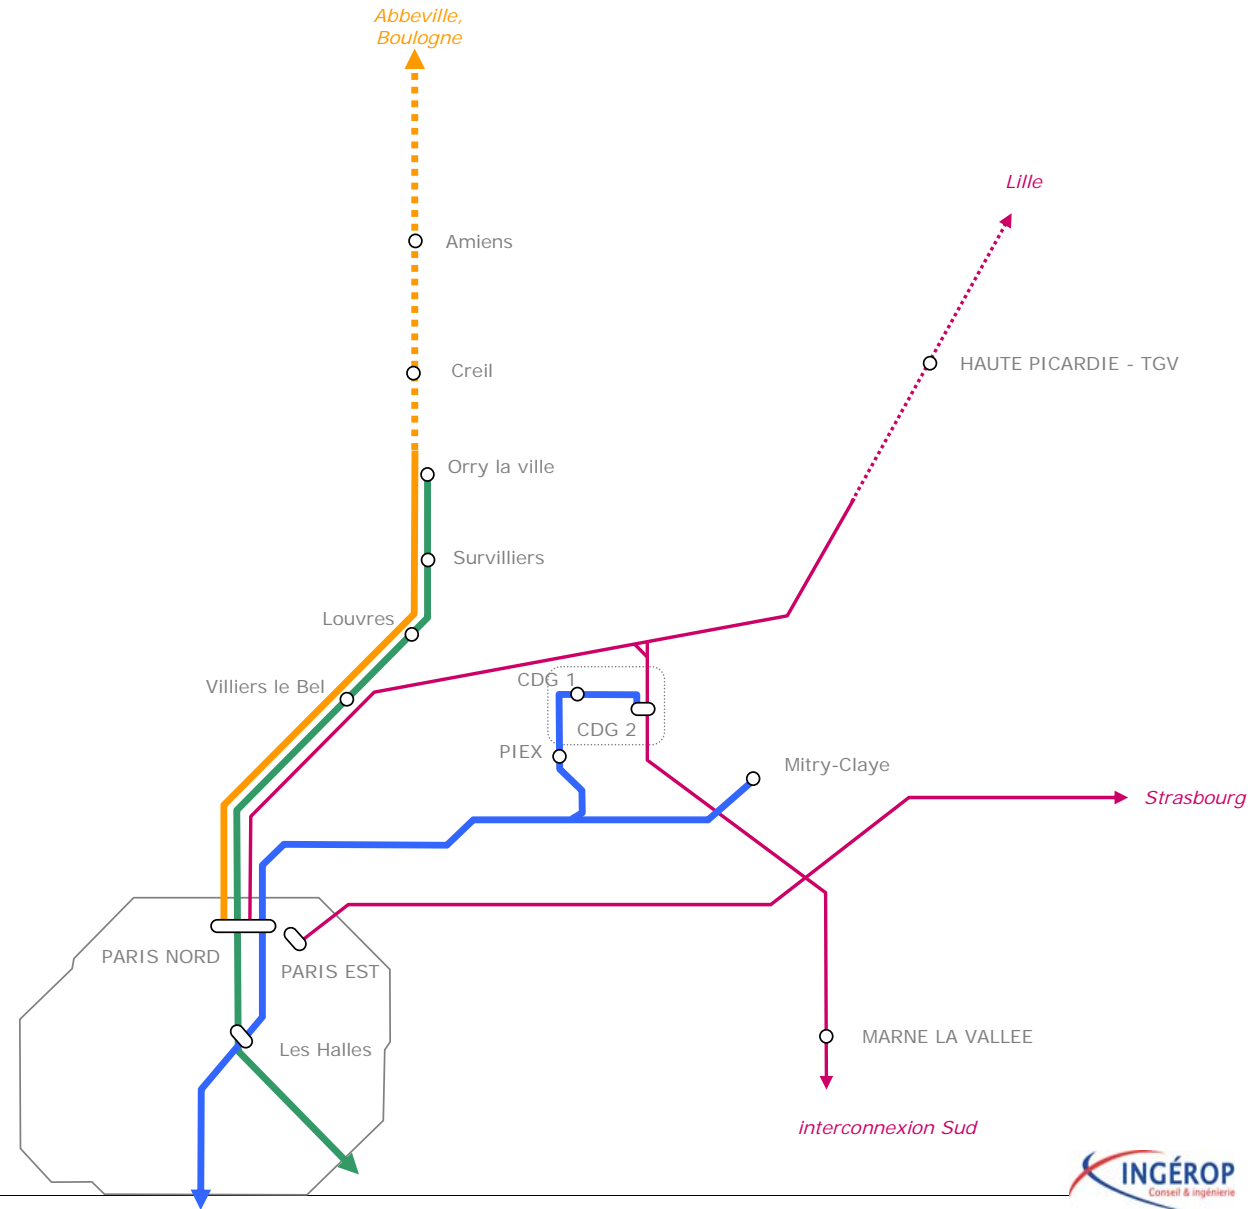 Abbeville,
Boulogne
Lille
Amiens
HAUTE PICARDIE - TGV
Creil
Orry la ville
Survilliers
Louvres
CDG 1
Villiers le Bel
CDG 2
PIEX
Mitry-Claye
Strasbourg
PARIS NORD
PARIS EST
Les Halles
MARNE LA VALLEE
interconnexion Sud
INGÉROP
Conseil & ingénierie